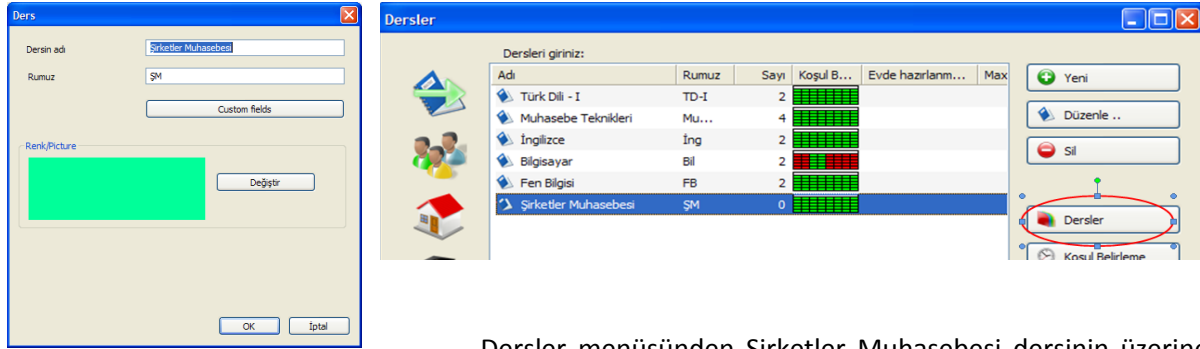 Ders
Dersin adı Şirketler Muhasebesi
Rumuz ŞM
Custom fields
Renk/Picture
Değiştir
OK İptal
Dersler
Dersleri giriniz:
Adı Rumuz Sayı Koşul B... Evde hazırlanm... Max
Türk Dili - I TD-I 2
Muhasebe Teknikleri Mu... 4
İngilizce İng 2
Bilgisayar Bil 2
Fen Bilgisi FB 2
Şirketler Muhasebesi ŞM 0
Yeni
Düzenle ..
Sil
Dersler
Koşul Belirleme
Dersler menüsünden Şirketler Muhasebesi dersinin üzerine